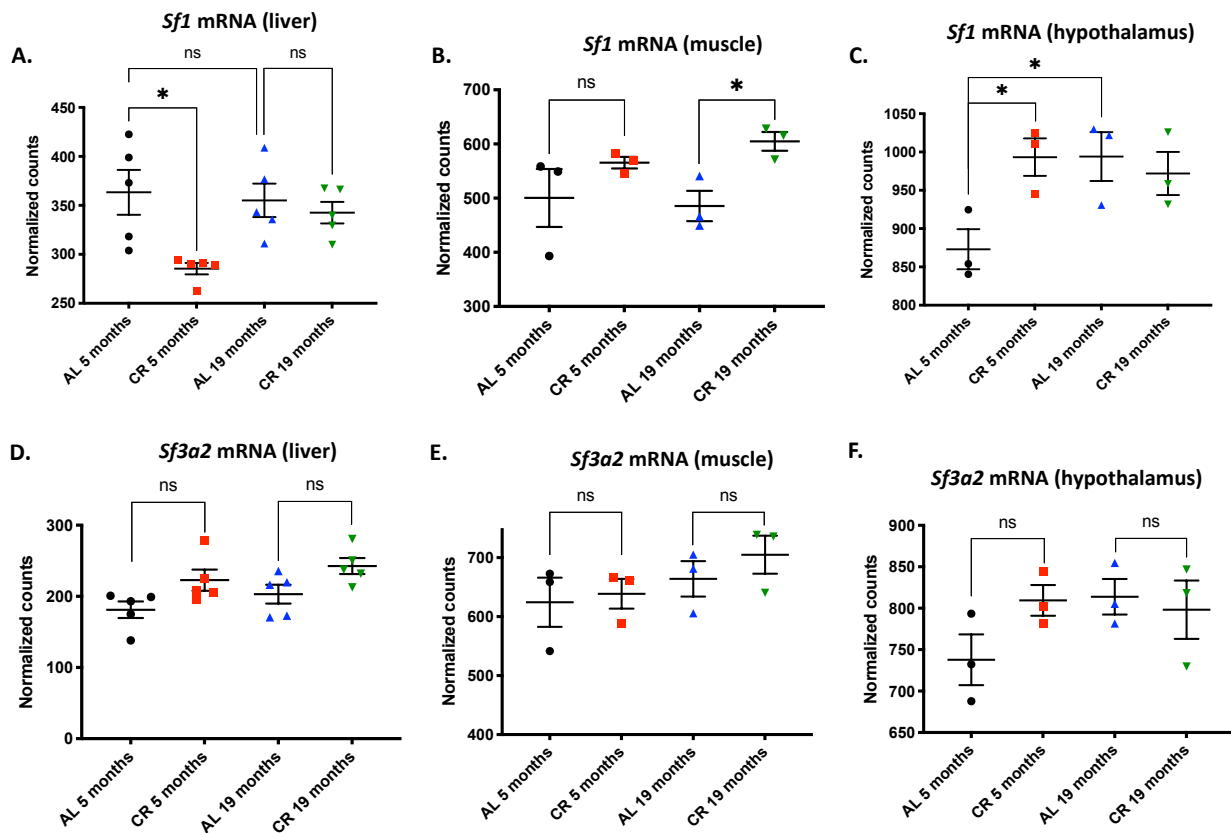 A.
Sf1 mRNA (liver)
ns
ns
*
Normalized counts
450
400
350
300
250
AL 5 months
CR 5 months
AL 19 months
CR 19 months
B.
Sf1 mRNA (muscle)
ns
*
Normalized counts
700
600
500
400
300
AL 5 months
CR 5 months
AL 19 months
CR 19 months
C.
Sf1 mRNA (hypothalamus)
*
*
Normalized counts
1050
1000
950
900
850
800
AL 5 months
CR 5 months
AL 19 months
CR 19 months
D.
Sf3a2 mRNA (liver)
ns
ns
Normalized counts
300
200
100
0
AL 5 months
CR 5 months
AL 19 months
CR 19 months
E.
Sf3a2 mRNA (muscle)
ns
ns
Normalized counts
700
600
500
400
AL 5 months
CR 5 months
AL 19 months
CR 19 months
F.
Sf3a2 mRNA (hypothalamus)
ns
ns
Normalized counts
900
850
800
750
700
650
AL 5 months
CR 5 months
AL 19 months
CR 19 months